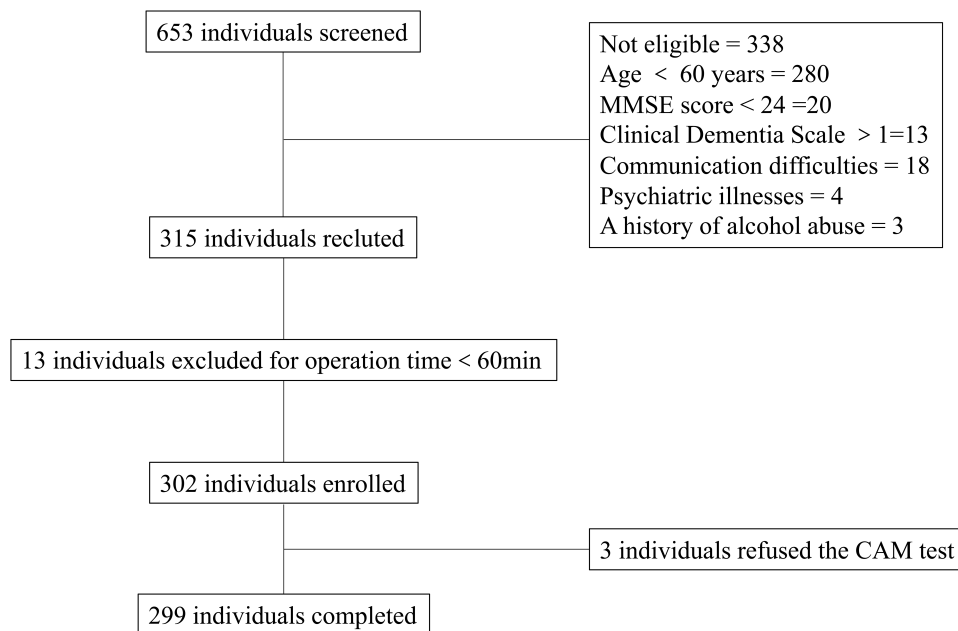 653 individuals screened
Not eligible = 338
Age < 60 years = 280
MMSE score < 24 =20
Clinical Dementia Scale > 1=13
Communication difficulties = 18
Psychiatric illnesses = 4
A history of alcohol abuse = 3
315 individuals recluted
13 individuals excluded for operation time < 60min
302 individuals enrolled
3 individuals refused the CAM test
299 individuals completed